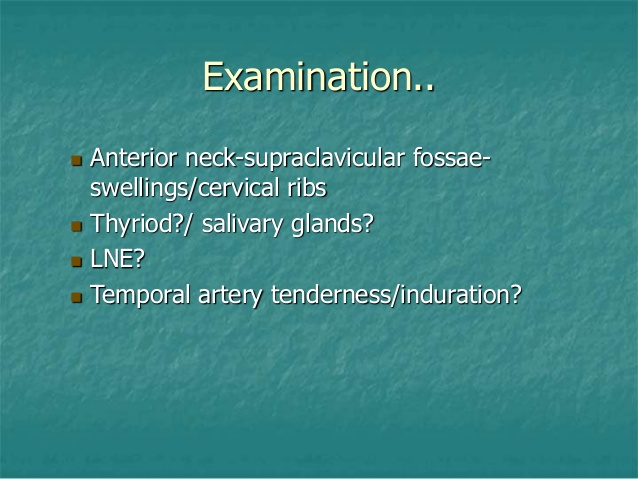 Examination..
Anterior neck-supraclavicular fossae-
swellings/cervical ribs
Thyriod?/ salivary glands?
LNE?
Temporal artery tenderness/induration?